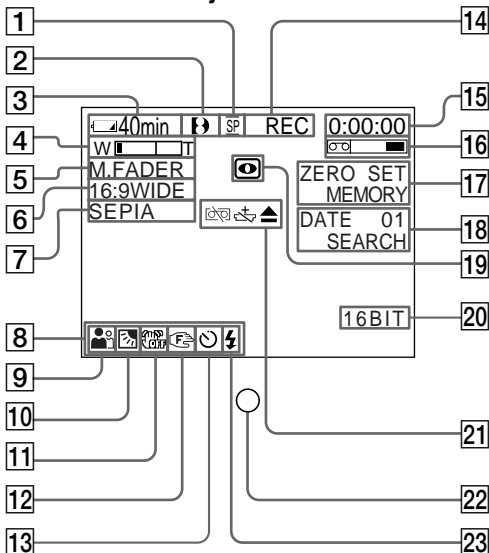 1
14
2
3
15
40min SP REC 0:00:00
4
W T
16
5
M.FADER
ZERO SET
MEMORY
17
6
16:9WIDE
7
SEPIA
DATE 01
SEARCH
18
19
16BIT
20
8
F OFF
9
10
21
11
12
22
13
23